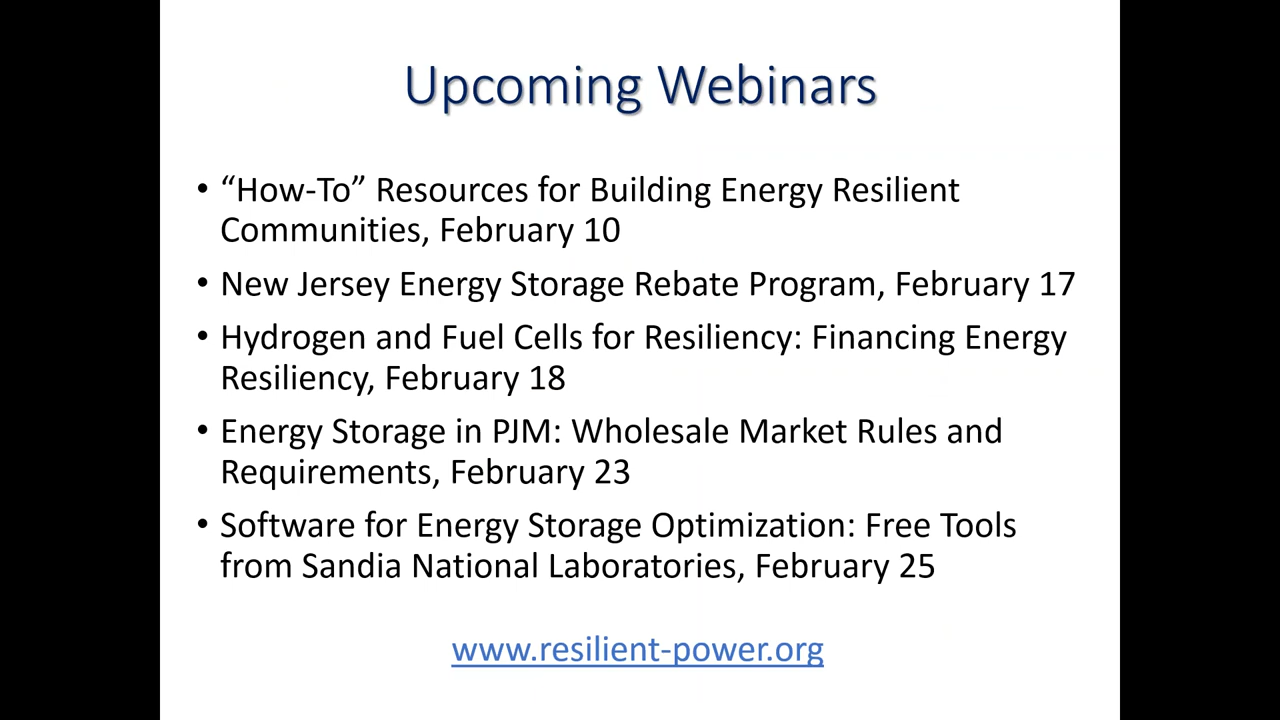 Upcoming Webinars
• “How-To” Resources for Building Energy Resilient
Communities, February 10
• New Jersey Energy Storage Rebate Program, February 17
• Hydrogen and Fuel Cells for Resiliency: Financing Energy
Resiliency, February 18
• Energy Storage in PJM: Wholesale Market Rules and
Requirements, February 23
• Software for Energy Storage Optimization: Free Tools
from Sandia National Laboratories, February 25
www.resilient-power.org